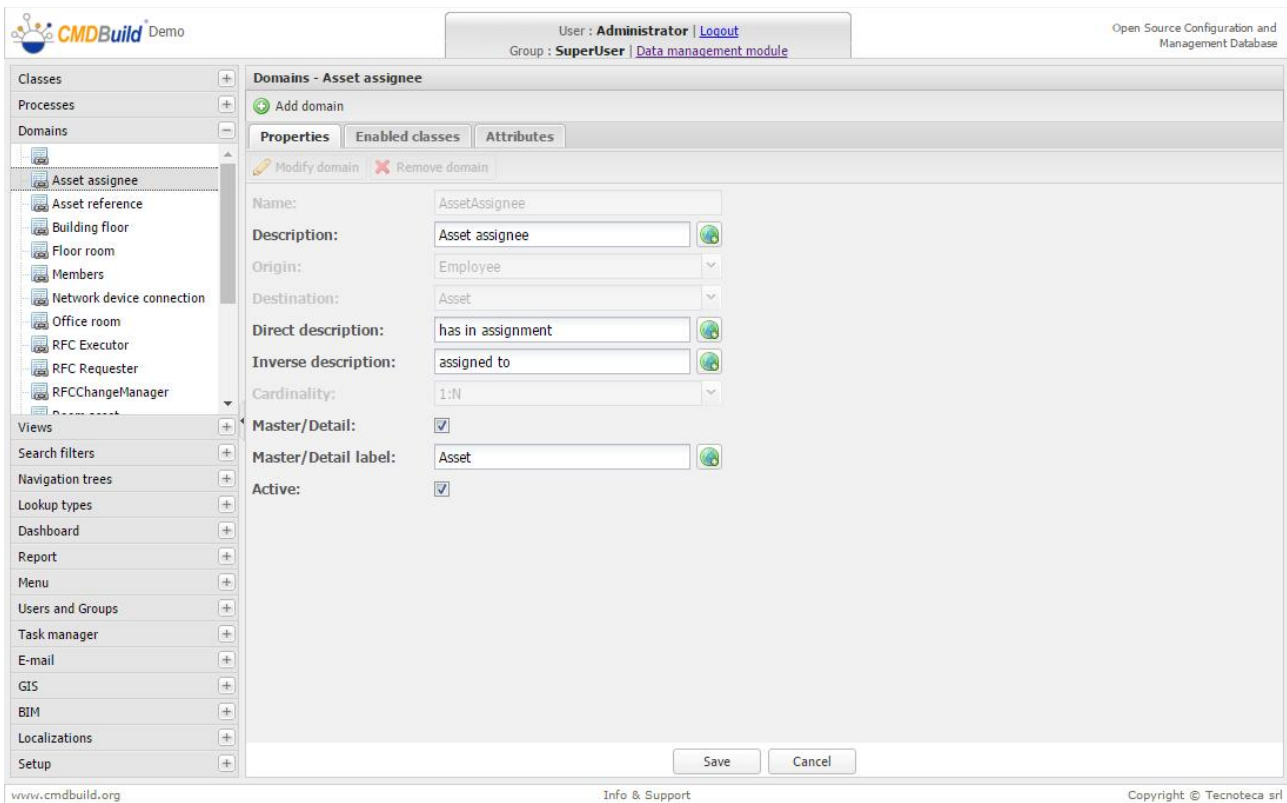 CMDBuild Demo
User : Administrator | Logout
Group : SuperUser | Data management module
Open Source Configuration and
Management Database
Classes
Processes
Domains
Asset assignee
Asset reference
Building floor
Floor room
Members
Network device connection
Office room
RFC Executor
RFC Requester
RFCChangeManager
Views
Search filters
Navigation trees
Lookup types
Dashboard
Report
Menu
Users and Groups
Task manager
E-mail
GIS
BIM
Localizations
Setup
Domains - Asset assignee
Add domain
Properties Enabled classes Attributes
Modify domain Remove domain
Name: AssetAssignee
Description: Asset assignee
Origin: Employee
Destination: Asset
Direct description: has in assignment
Inverse description: assigned to
Cardinality: 1:N
Master/Detail:
Master/Detail label: Asset
Active:
Save Cancel
www.cmdbuild.org Info & Support Copyright © Tecnoteca srl